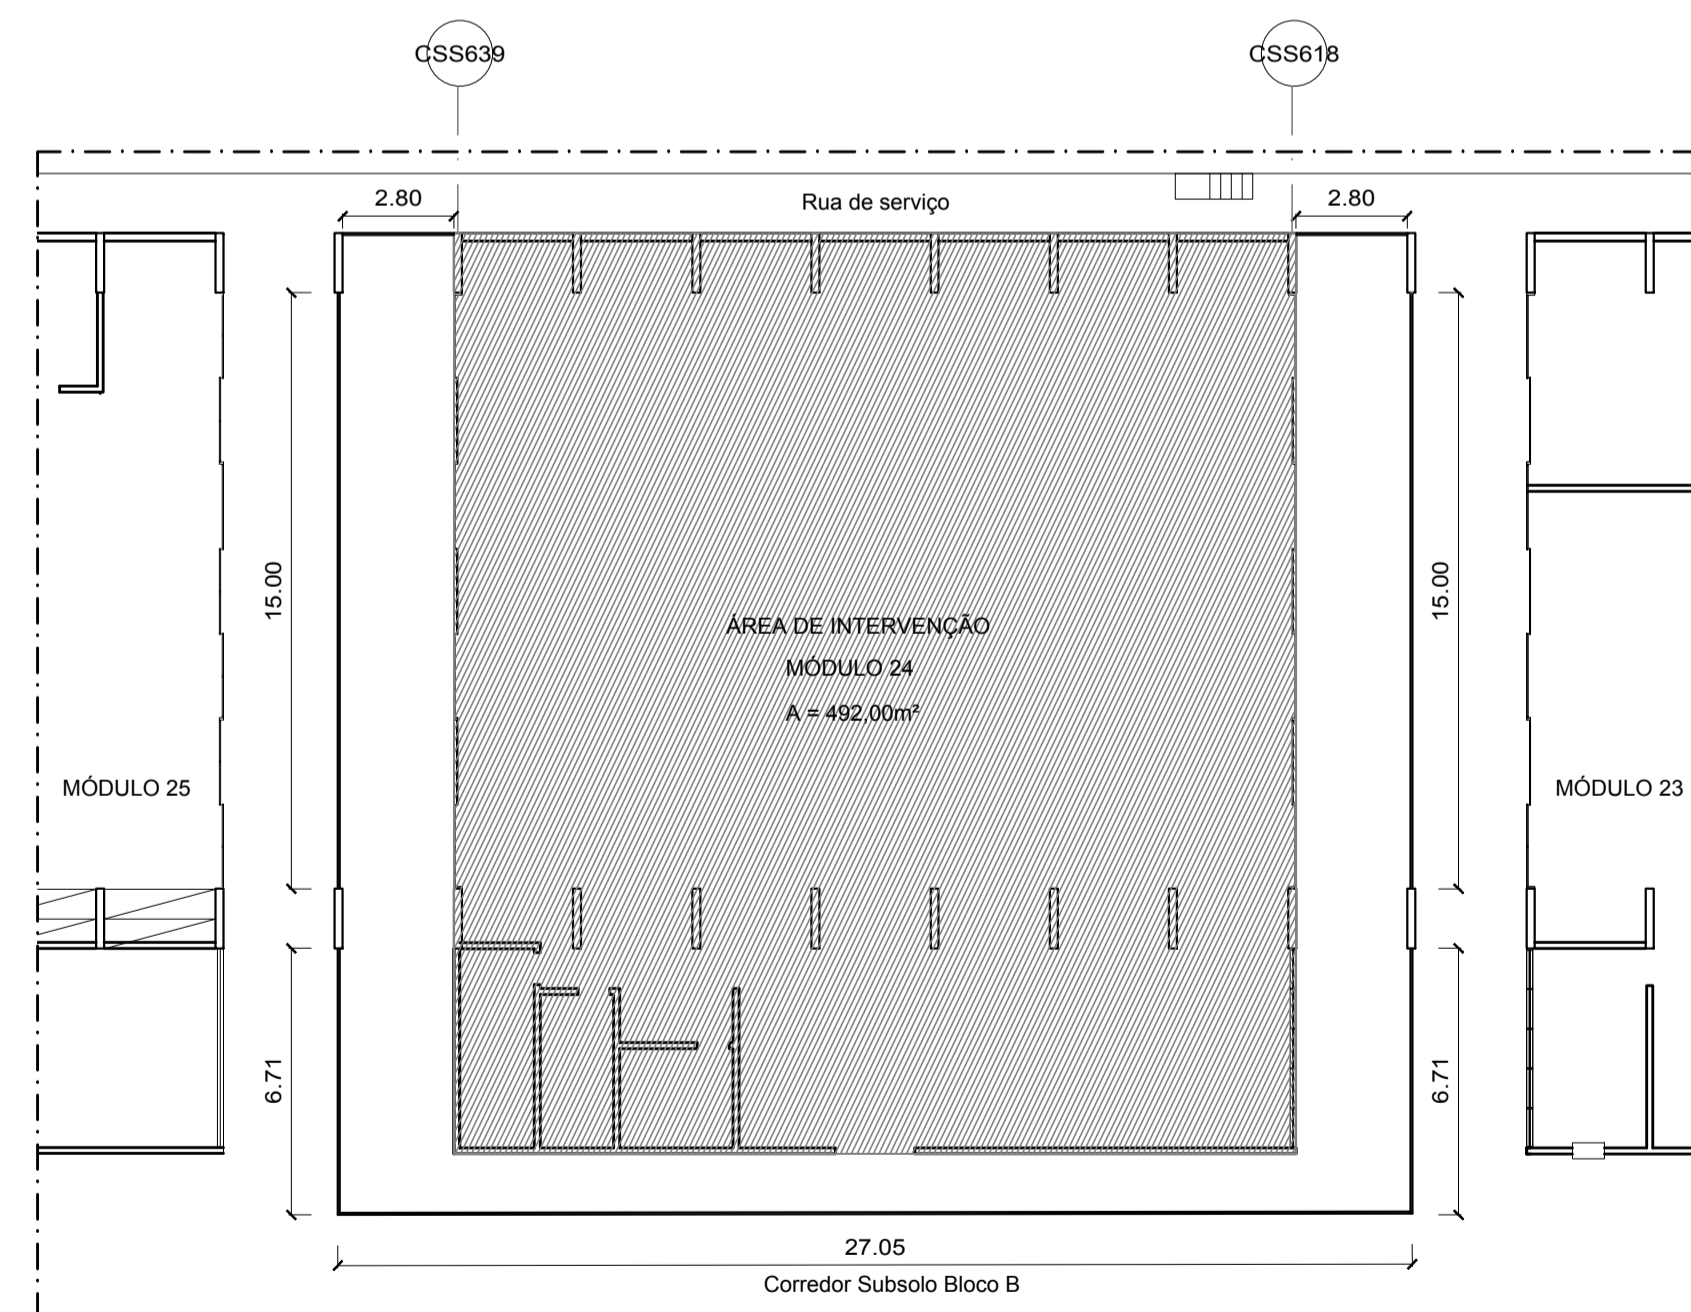 CSS639
CSS618
2.80
Rua de serviço
2.80
15.00
15.00
ÁREA DE INTERVENÇÃO
MÓDULO 24
A = 492,00m²
MÓDULO 25
MÓDULO 23
6.71
6.71
27.05
Corredor Subsolo Bloco B